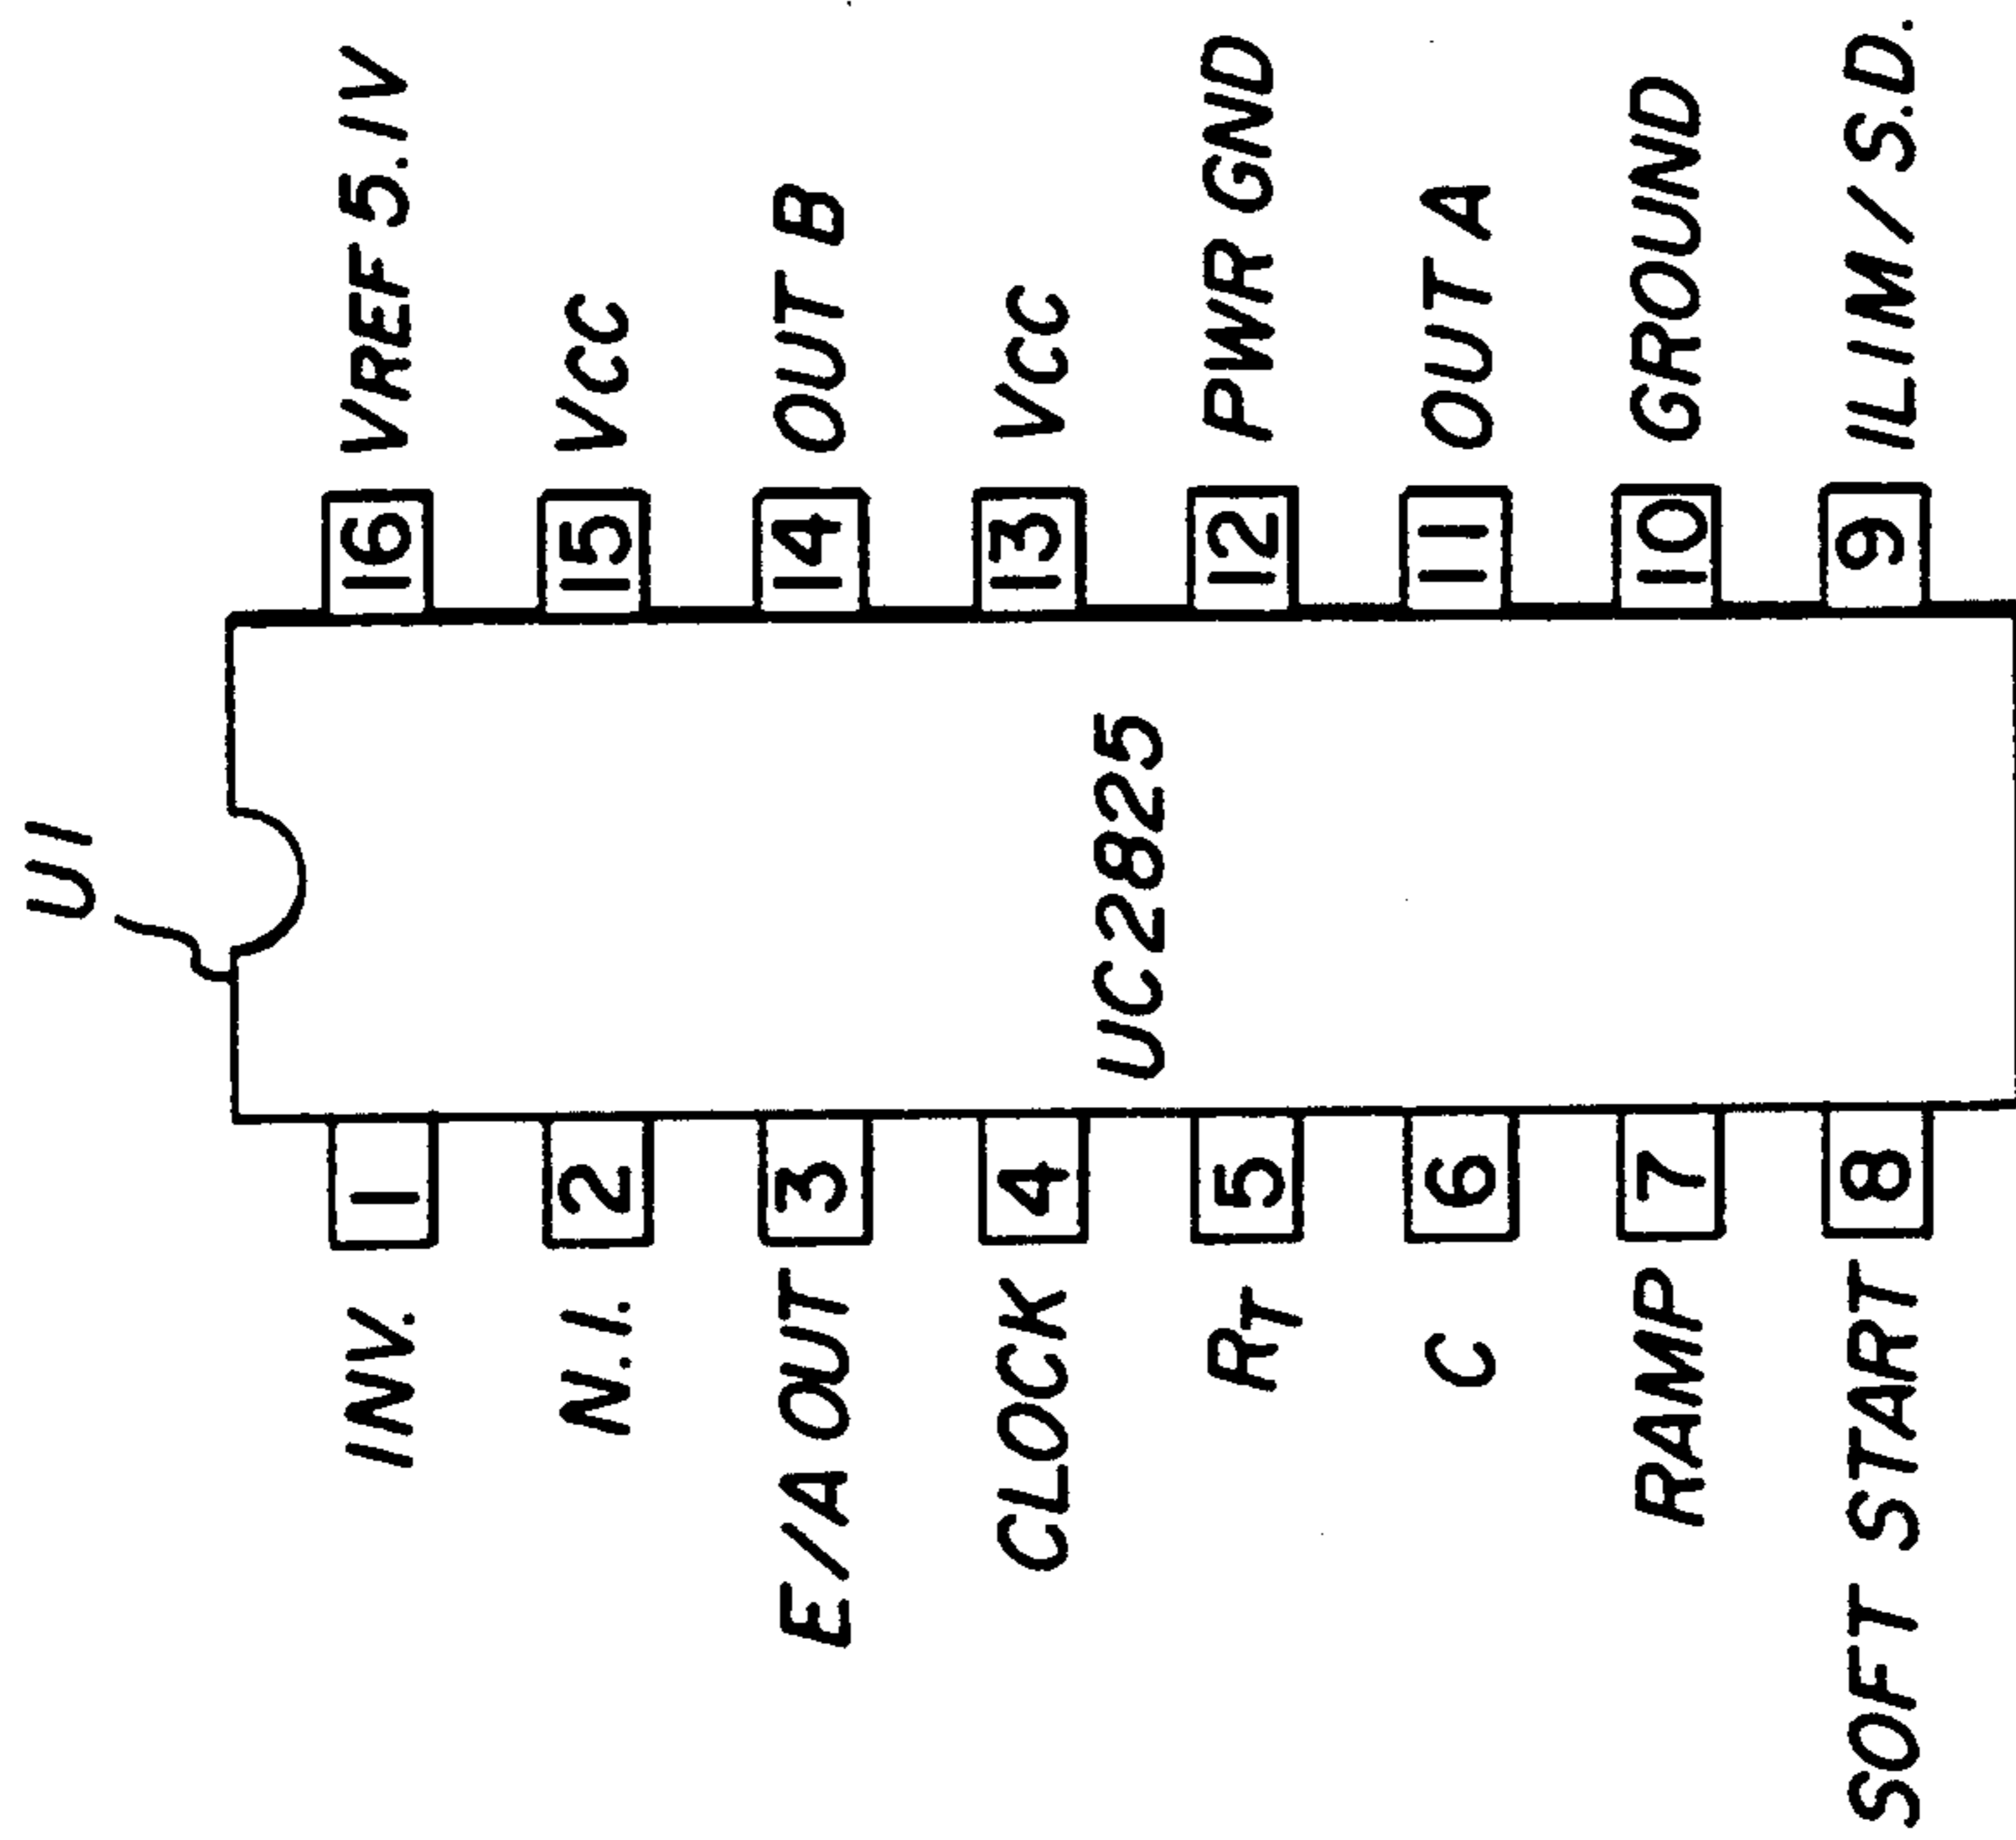 U1
VREF 5.1V
VCC
OUT B
VCC
PWR GND
OUT A
GROUND
ILIM/S.D.
16
15
14
13
12
11
10
9
UC2825
1
2
3
4
5
6
7
8
INV.
N.I.
E/A OUT
CLOCK
RT
C
RAMP
SOFT START